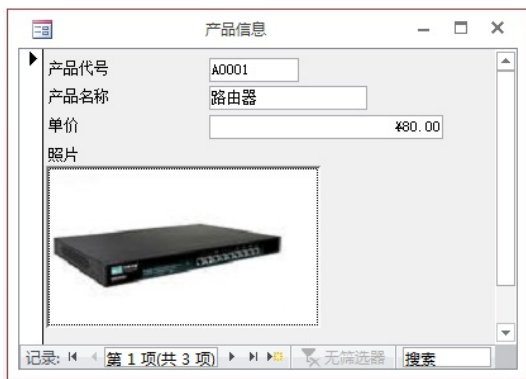 产品信息
产品代号 A0001
产品名称 路由器
单价 ¥80.00
照片
记录: 第 1 项(共 3 项) 无筛选器 搜索